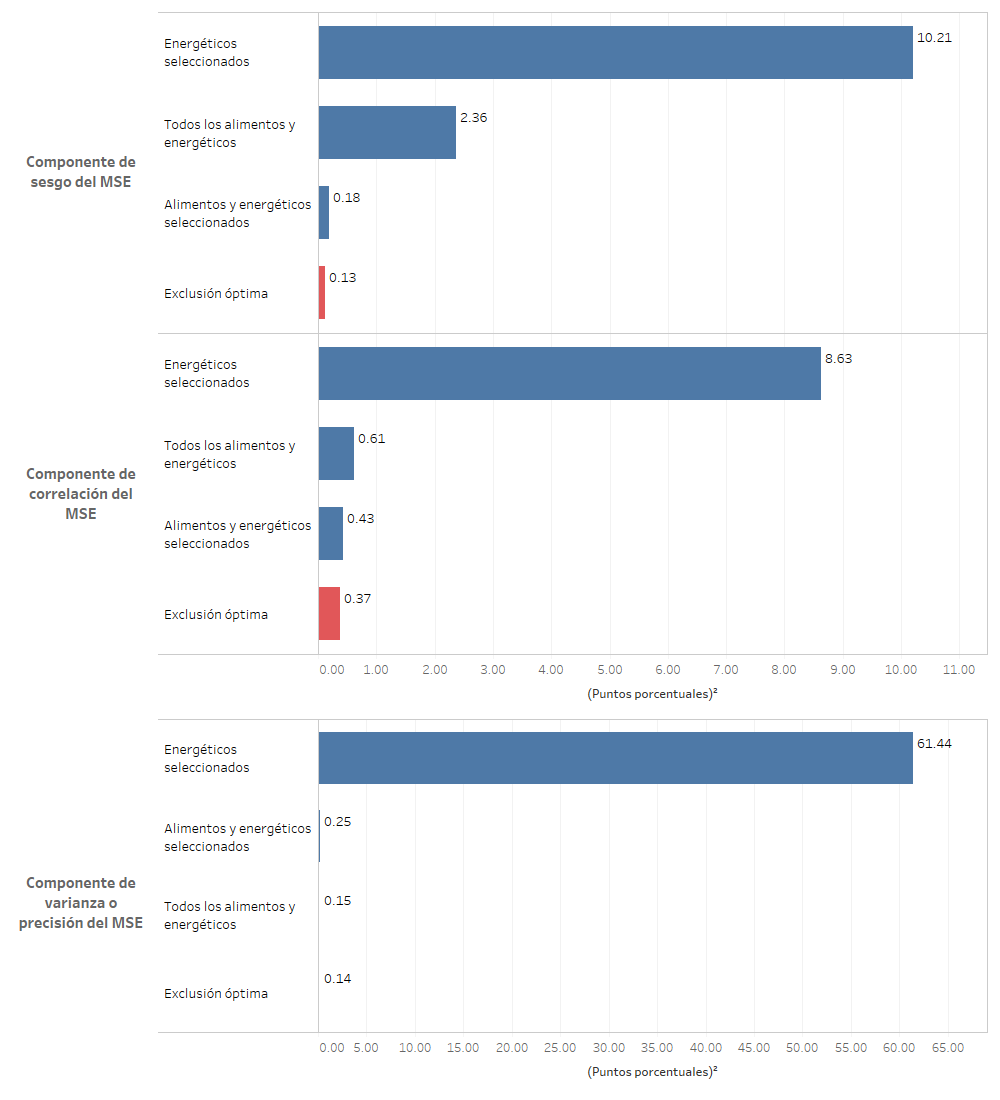 Componente de
sesgo del MSE
Energéticos
seleccionados
10.21
Todos los alimentos y
energéticos
2.36
Alimentos y energéticos
seleccionados
0.18
Exclusión óptima
0.13
Componente de
correlación del
MSE
Energéticos
seleccionados
8.63
Todos los alimentos y
energéticos
0.61
Alimentos y energéticos
seleccionados
0.43
Exclusión óptima
0.37
0.00 1.00 2.00 3.00 4.00 5.00 6.00 7.00 8.00 9.00 10.00 11.00
(Puntos porcentuales)²
Componente de
varianza o
precisión del MSE
Energéticos
seleccionados
61.44
Alimentos y energéticos
seleccionados
0.25
Todos los alimentos y
energéticos
0.15
Exclusión óptima
0.14
0.00 5.00 10.00 15.00 20.00 25.00 30.00 35.00 40.00 45.00 50.00 55.00 60.00 65.00
(Puntos porcentuales)²